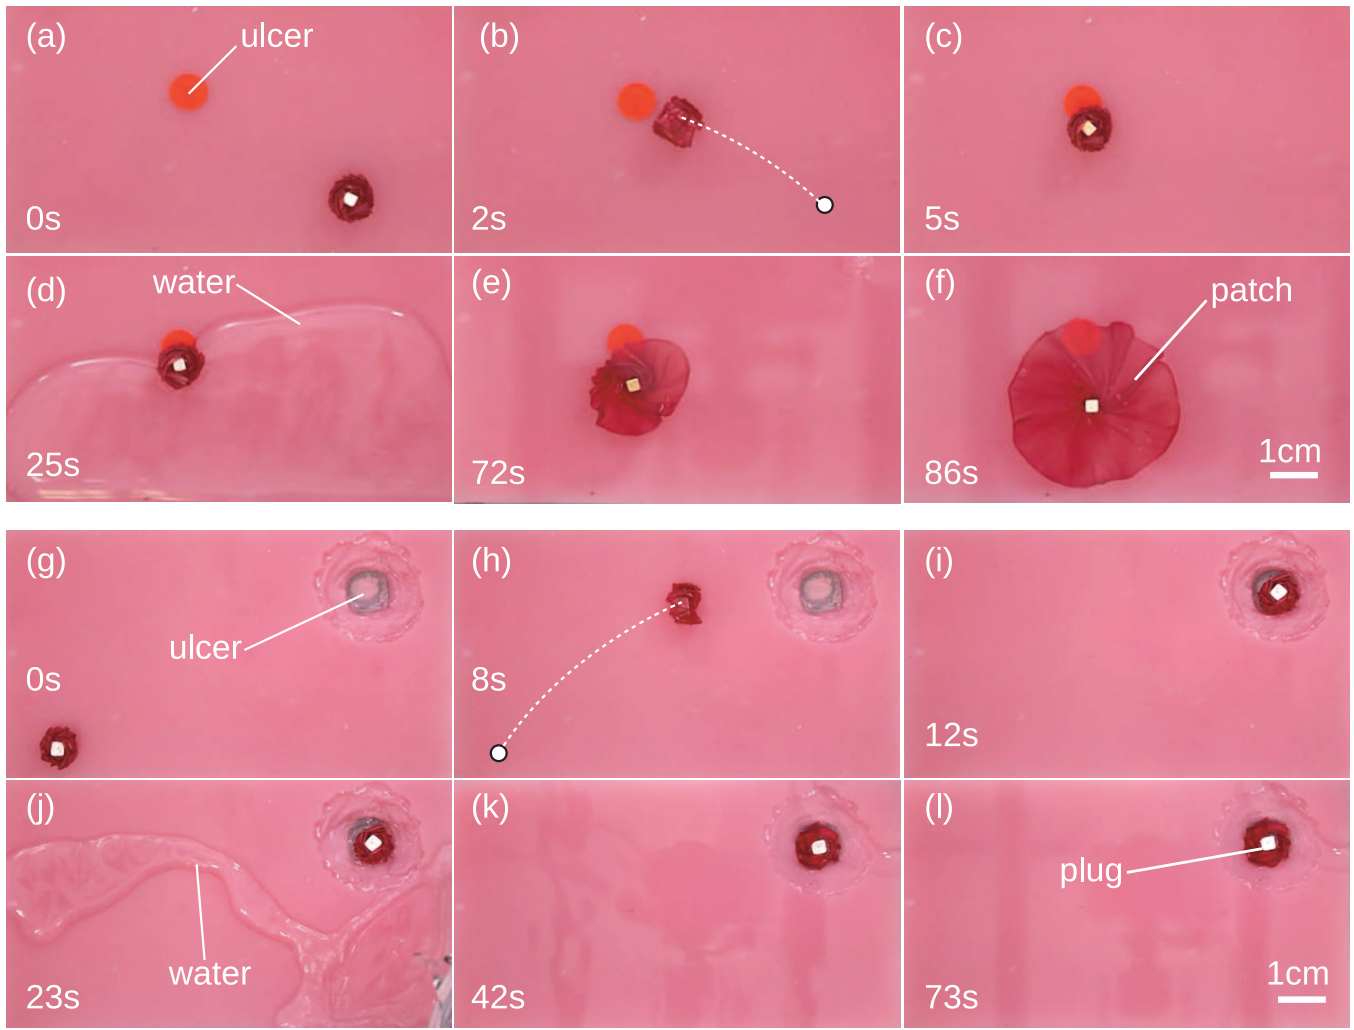 (a)
ulcer
0s
(b)
2s
(c)
5s
(d)
water
25s
(e)
72s
(f)
patch
86s
1cm
(g)
ulcer
0s
(h)
8s
(i)
12s
(j)
water
23s
(k)
42s
(l)
plug
73s
1cm